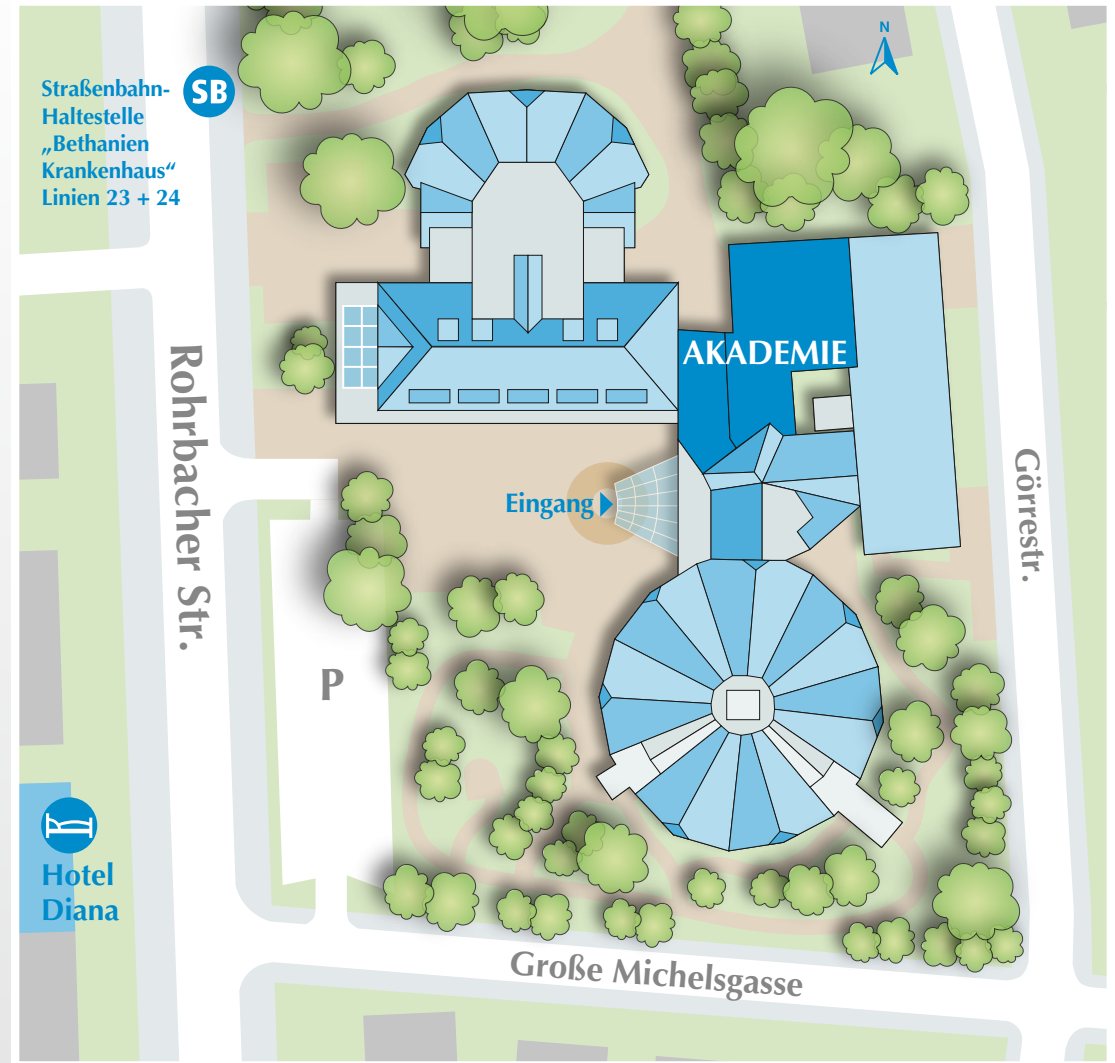 N
SB
Straßenbahn-
Haltestelle
„Bethanien
Krankenhaus“
Linien 23 + 24
AKADEMIE
Rohrbacher Str.
Eingang
Görrestr.
P
Hotel
Diana
Große Michelsgasse